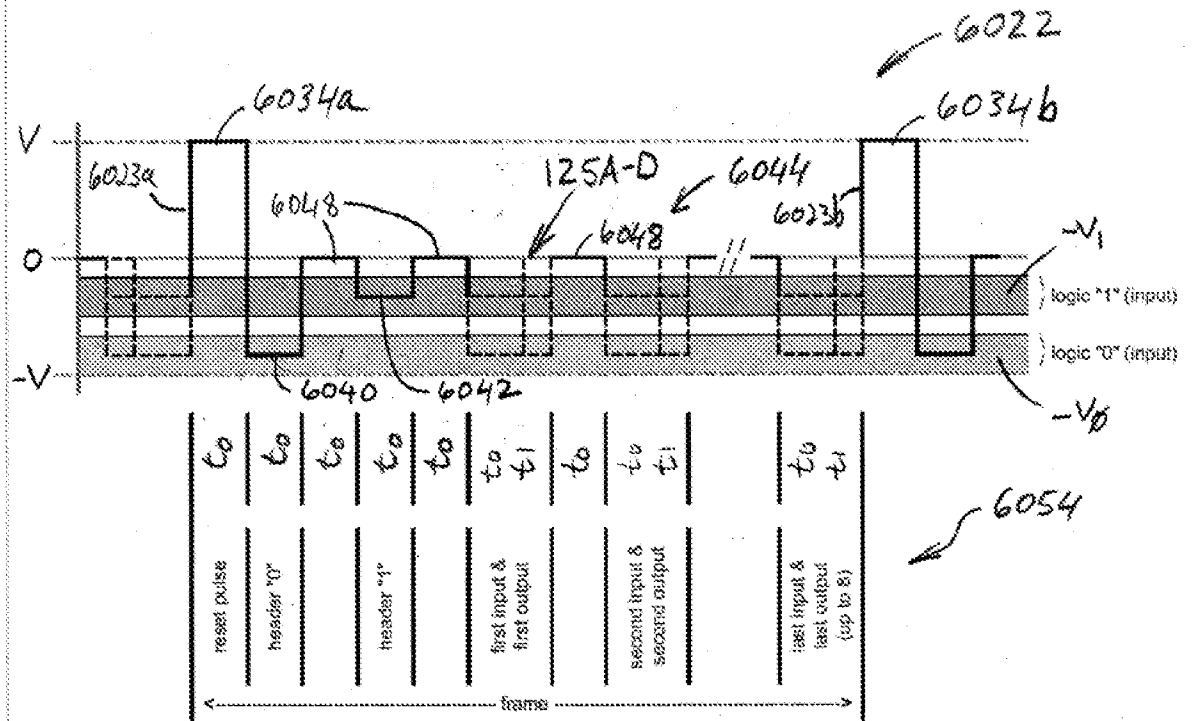 6022
6034a
6034b
V
6023a
125A-D
6044
6048
6048
6023b
-V1
0
logic "1" (input)
logic "0" (input)
-V
6040
6042
-V0
t0
t0
t0
t0
t0
t0 t1
t0
t0 t1
t0 t1
6054
reset pulse
header "0"
header "1"
first input &
first output
second input &
second output
last input &
last output
(up to 8)
frame